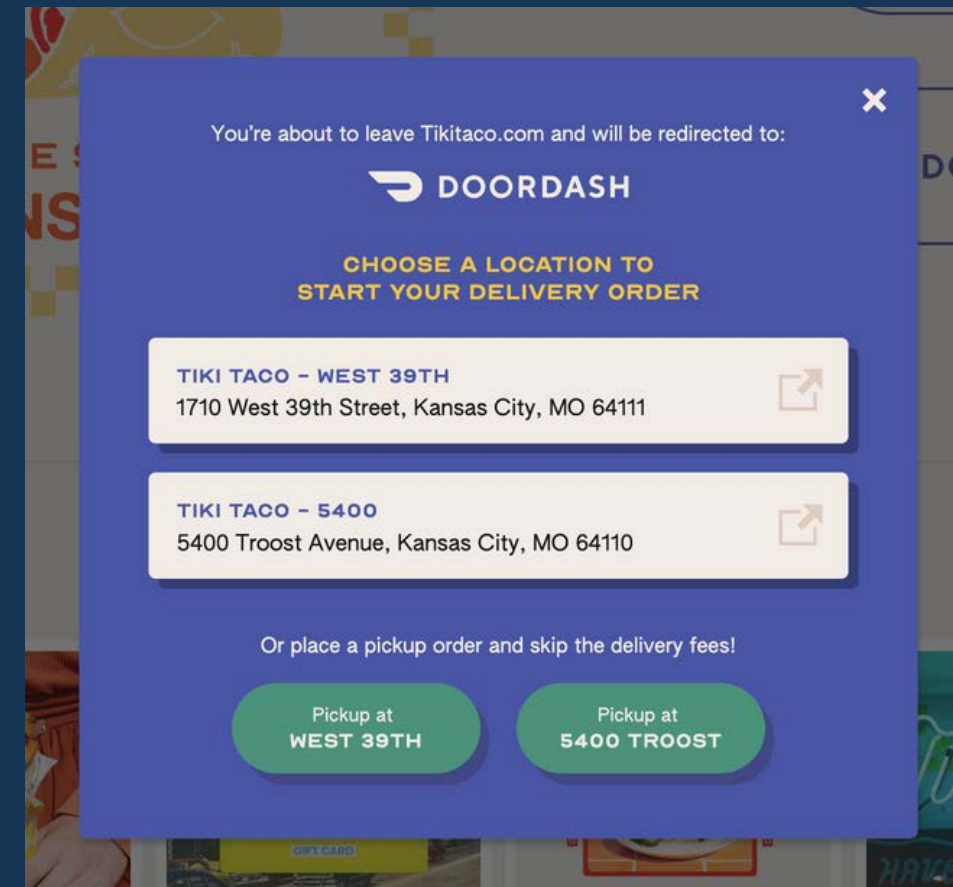 You're about to leave Tikitaco.com and will be redirected to:
DOORDASH
CHOOSE A LOCATION TO
START YOUR DELIVERY ORDER
TIKI TACO – WEST 39TH
1710 West 39th Street, Kansas City, MO 64111
TIKI TACO – 5400
5400 Troost Avenue, Kansas City, MO 64110
Or place a pickup order and skip the delivery fees!
Pickup at
WEST 39TH
Pickup at
5400 TROOST
GIFT CARD